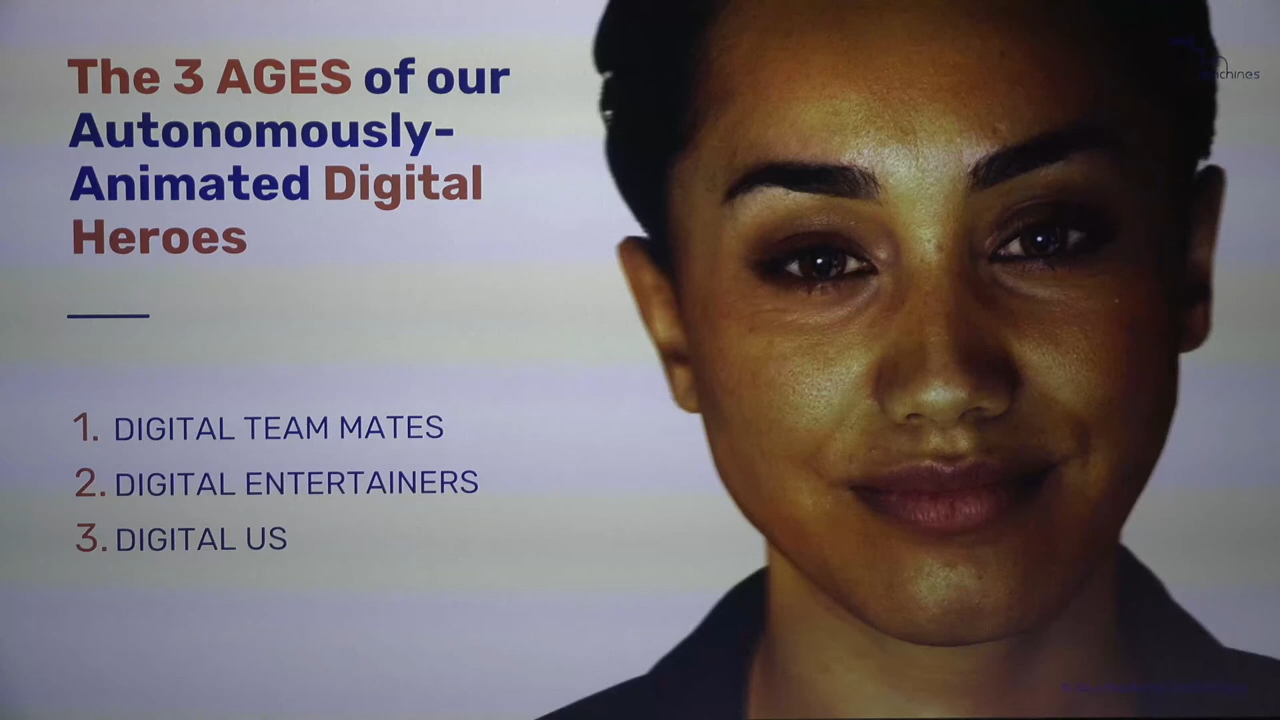 The 3 AGES of our
Autonomously-
Animated Digital
Heroes
1. DIGITAL TEAM MATES
2. DIGITAL ENTERTAINERS
3. DIGITAL US
machines